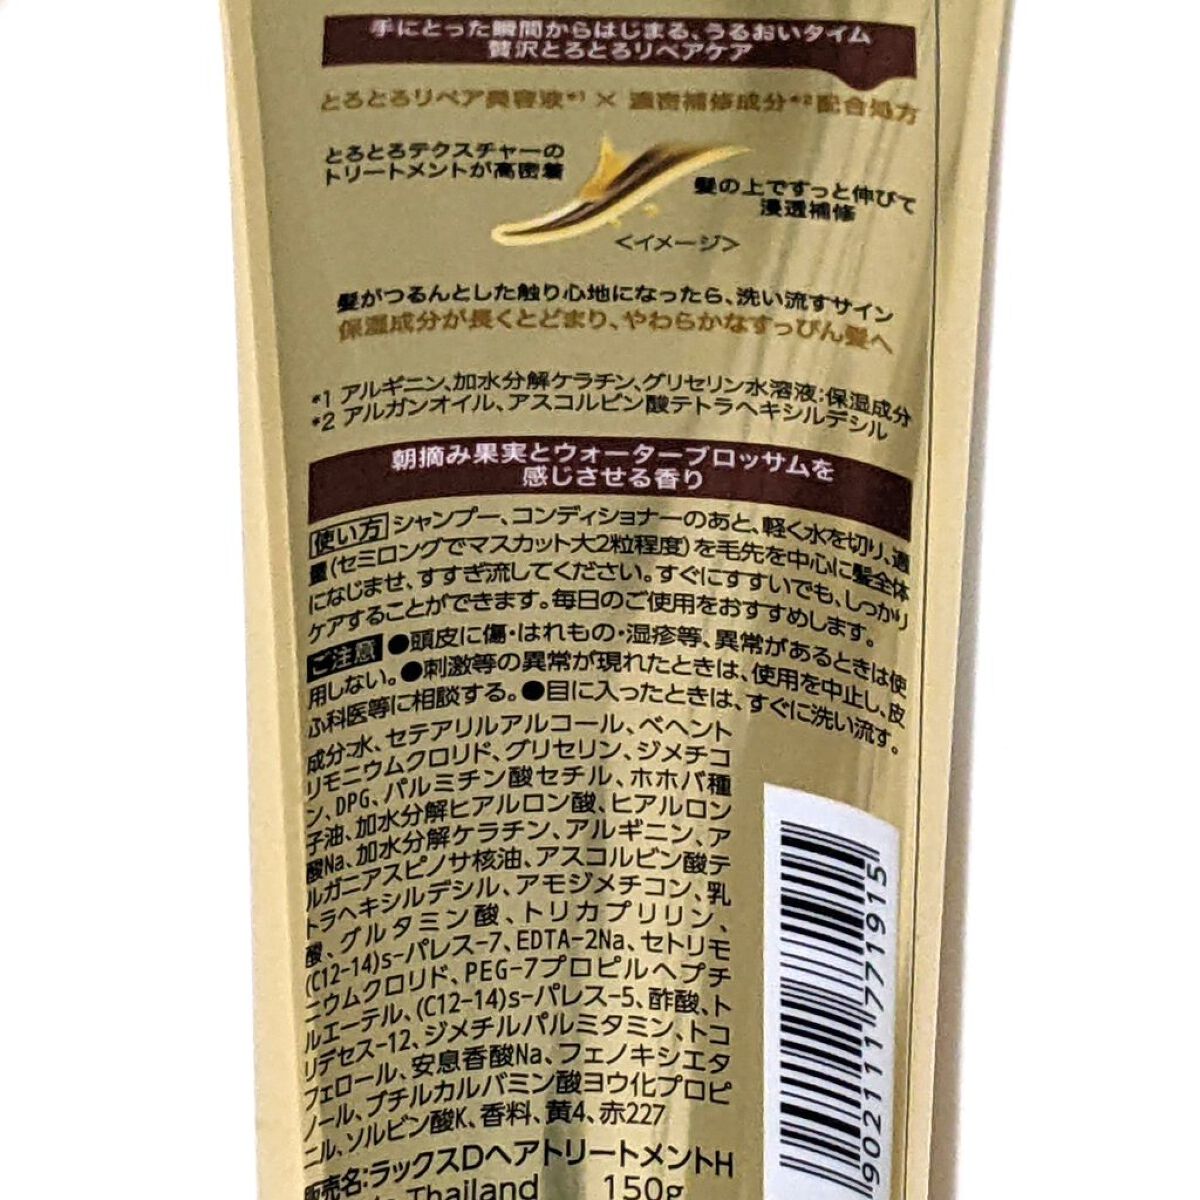 手にとった瞬間からはじまる、うるおいタイム
贅沢とろとろリペアケア
とろとろリペア美容液*1 × 濃密補修成分*2配合処方
とろとろテクスチャーの
トリートメントが高密着
髪の上ですっと伸びて
浸透補修
<イメージ>
髪がつるんとした触り心地になったら、洗い流すサイン
保湿成分が長くとどまり、やわらかなすっぴん髪へ
*1 アルギニン、加水分解ケラチン、グリセリン水溶液:保湿成分
*2 アルガンオイル、アスコルビン酸テトラヘキシルデシル
朝摘み果実とウォーターブロッサムを
感じさせる香り
使い方 シャンプー、コンディショナーのあと、軽く水を切り、適
量(セミロングでマスカット大2粒程度)を毛先を中心に髪全体
になじませ、すすぎ流してください。すぐにすすいでも、しっかり
ケアすることができます。毎日のご使用をおすすめします。
ご注意 ●頭皮に傷・はれもの・湿疹等、異常があるときは使
用しない。●刺激等の異常が現れたときは、使用を中止し、皮
ふ科医等に相談する。●目に入ったときは、すぐに洗い流す。
成分:水、セテアリルアルコール、ベヘント
リモニウムクロリド、グリセリン、ジメチコ
ン、DPG、パルミチン酸セチル、ホホバ種
子油、加水分解ヒアルロン酸、ヒアルロン
酸Na、加水分解ケラチン、アルギニン、ア
ルガニアスピノサ核油、アスコルビン酸テ
トラヘキシルデシル、アモジメチコン、乳
酸、グルタミン酸、トリカプリリン、
(C12-14)s-パレス-7、EDTA-2Na、セトリモ
ニウムクロリド、PEG-7プロピルヘプチ
ルエーテル、(C12-14)s-パレス-5、酢酸、ト
リデセス-12、ジメチルパルミタミン、トコ
フェロール、安息香酸Na、フェノキシエタ
ノール、ブチルカルバミン酸ヨウ化プロピ
ニル、ソルビン酸K、香料、黄4、赤227
販売名:ラックスDヘアトリートメントH
Thailand 150g
4902111771915